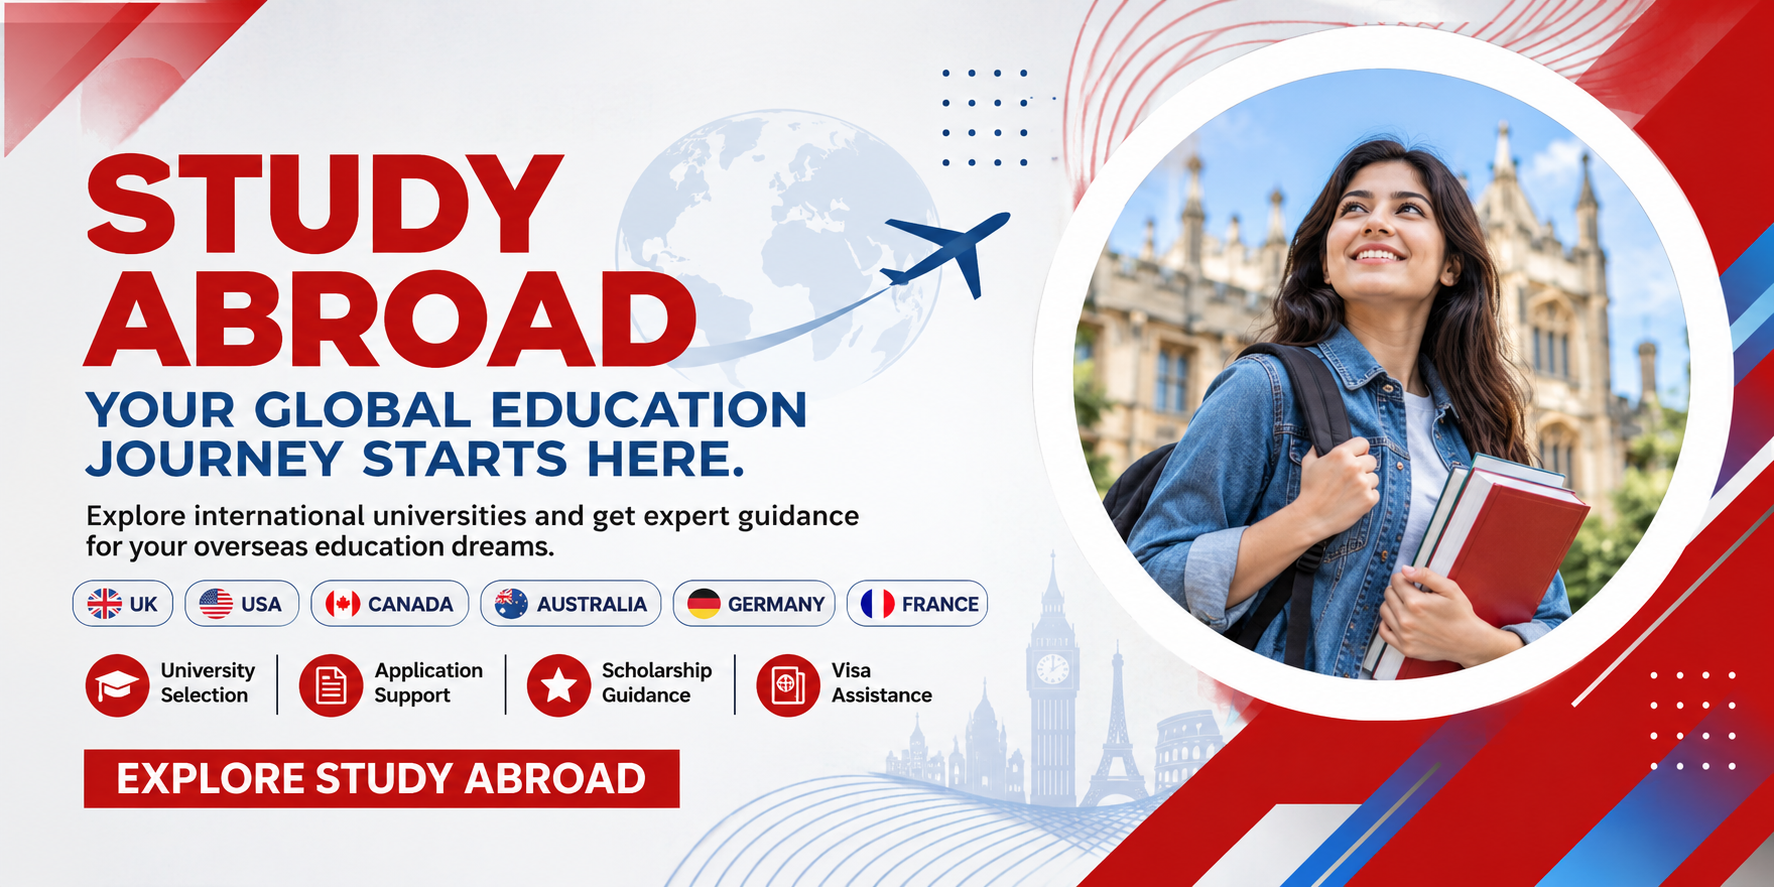 STUDY
ABROAD
YOUR GLOBAL EDUCATION
JOURNEY STARTS HERE.
Explore international universities and get expert guidance
for your overseas education dreams.
UK USA CANADA AUSTRALIA GERMANY FRANCE
University Selection
Application Support
Scholarship Guidance
Visa Assistance
EXPLORE STUDY ABROAD